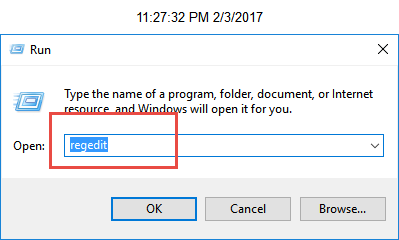 11:27:32 PM 2/3/2017
Run
Type the name of a program, folder, document, or Internet
resource, and Windows will open it for you.
Open: regedit
OK Cancel Browse...